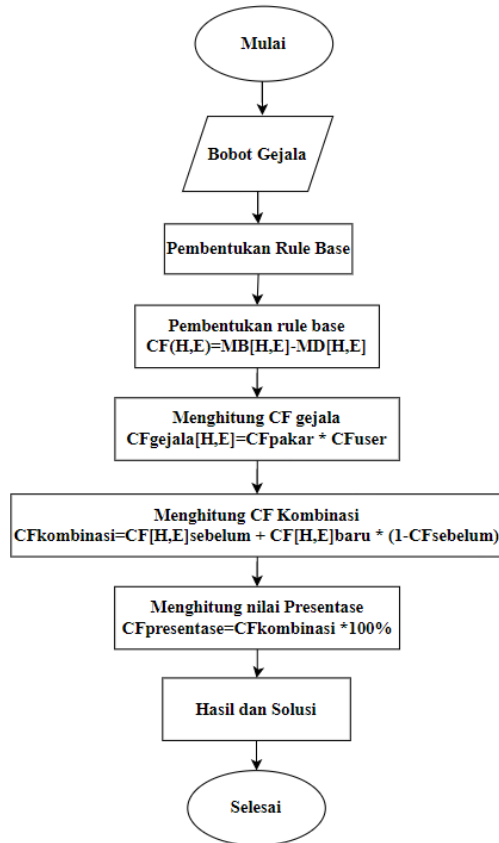 Mulai
Bobot Gejala
Pembentukan Rule Base
Pembentukan rule base
CF(H,E)=MB[H,E]-MD[H,E]
Menghitung CF gejala
CFgejala[H,E]=CFpakar * CFuser
Menghitung CF Kombinasi
CFkombinasi=CF[H,E]sebelum + CF[H,E]baru * (1-CFsebelum)
Menghitung nilai Presentase
CFpresentase=CFkombinasi *100%
Hasil dan Solusi
Selesai